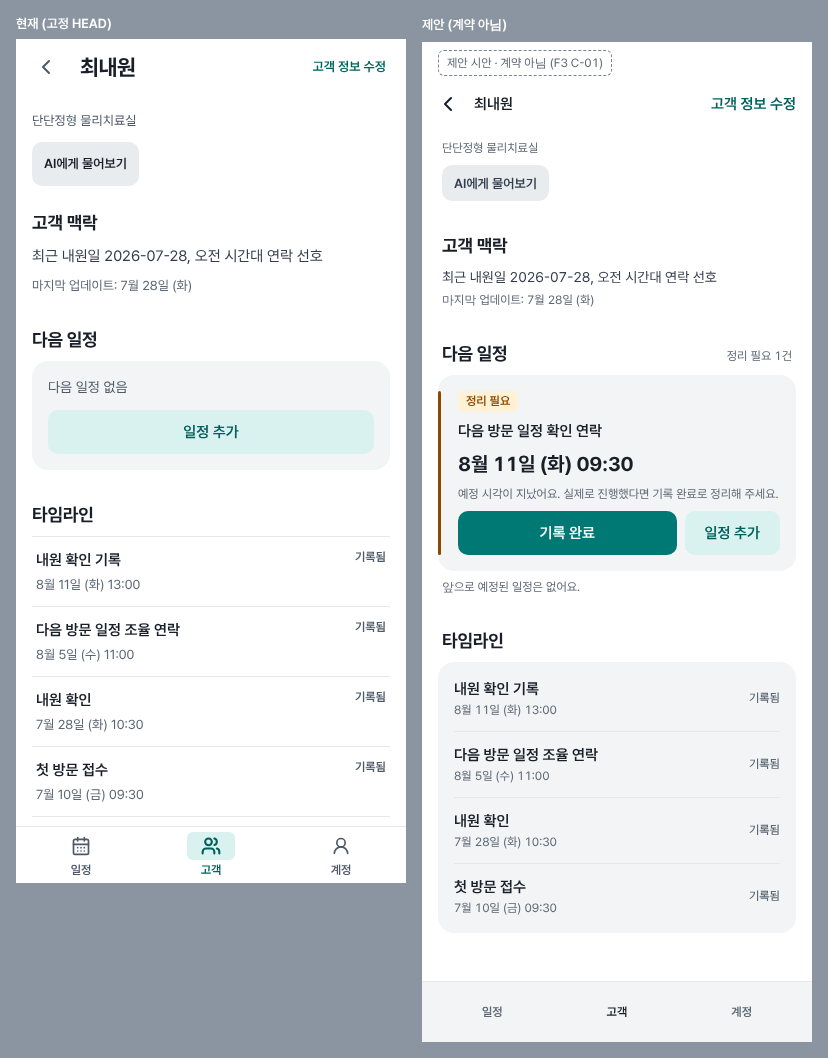 현재 (고정 HEAD)
최내원
고객 정보 수정
단단정형 물리치료실
AI에게 물어보기
고객 맥락
최근 내원일 2026-07-28, 오전 시간대 연락 선호
마지막 업데이트: 7월 28일 (화)
다음 일정
다음 일정 없음
일정 추가
타임라인
내원 확인 기록
기록됨
8월 11일 (화) 13:00
다음 방문 일정 조율 연락
기록됨
8월 5일 (수) 11:00
내원 확인
기록됨
7월 28일 (화) 10:30
첫 방문 접수
기록됨
7월 10일 (금) 09:30
일정
고객
계정
제안 (계약 아님)
제안 시안 · 계약 아님 (F3 C-01)
최내원
고객 정보 수정
단단정형 물리치료실
AI에게 물어보기
고객 맥락
최근 내원일 2026-07-28, 오전 시간대 연락 선호
마지막 업데이트: 7월 28일 (화)
다음 일정
정리 필요 1건
정리 필요
다음 방문 일정 확인 연락
8월 11일 (화) 09:30
예정 시각이 지났어요. 실제로 진행했다면 기록 완료로 정리해 주세요.
기록 완료
일정 추가
앞으로 예정된 일정은 없어요.
타임라인
내원 확인 기록
기록됨
8월 11일 (화) 13:00
다음 방문 일정 조율 연락
기록됨
8월 5일 (수) 11:00
내원 확인
기록됨
7월 28일 (화) 10:30
첫 방문 접수
기록됨
7월 10일 (금) 09:30
일정
고객
계정